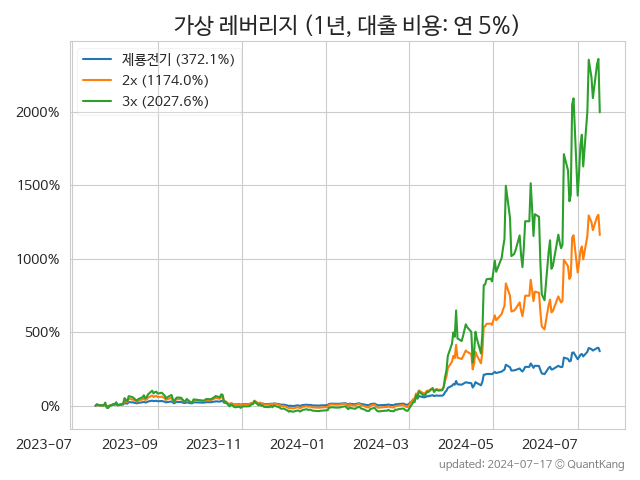 가상 레버리지 (1년, 대출 비용: 연 5%)
제룡전기 (372.1%)
2x (1174.0%)
3x (2027.6%)
2000%
1500%
1000%
500%
0%
2023-07 2023-09 2023-11 2024-01 2024-03 2024-05 2024-07
updated: 2024-07-17 © QuantKang